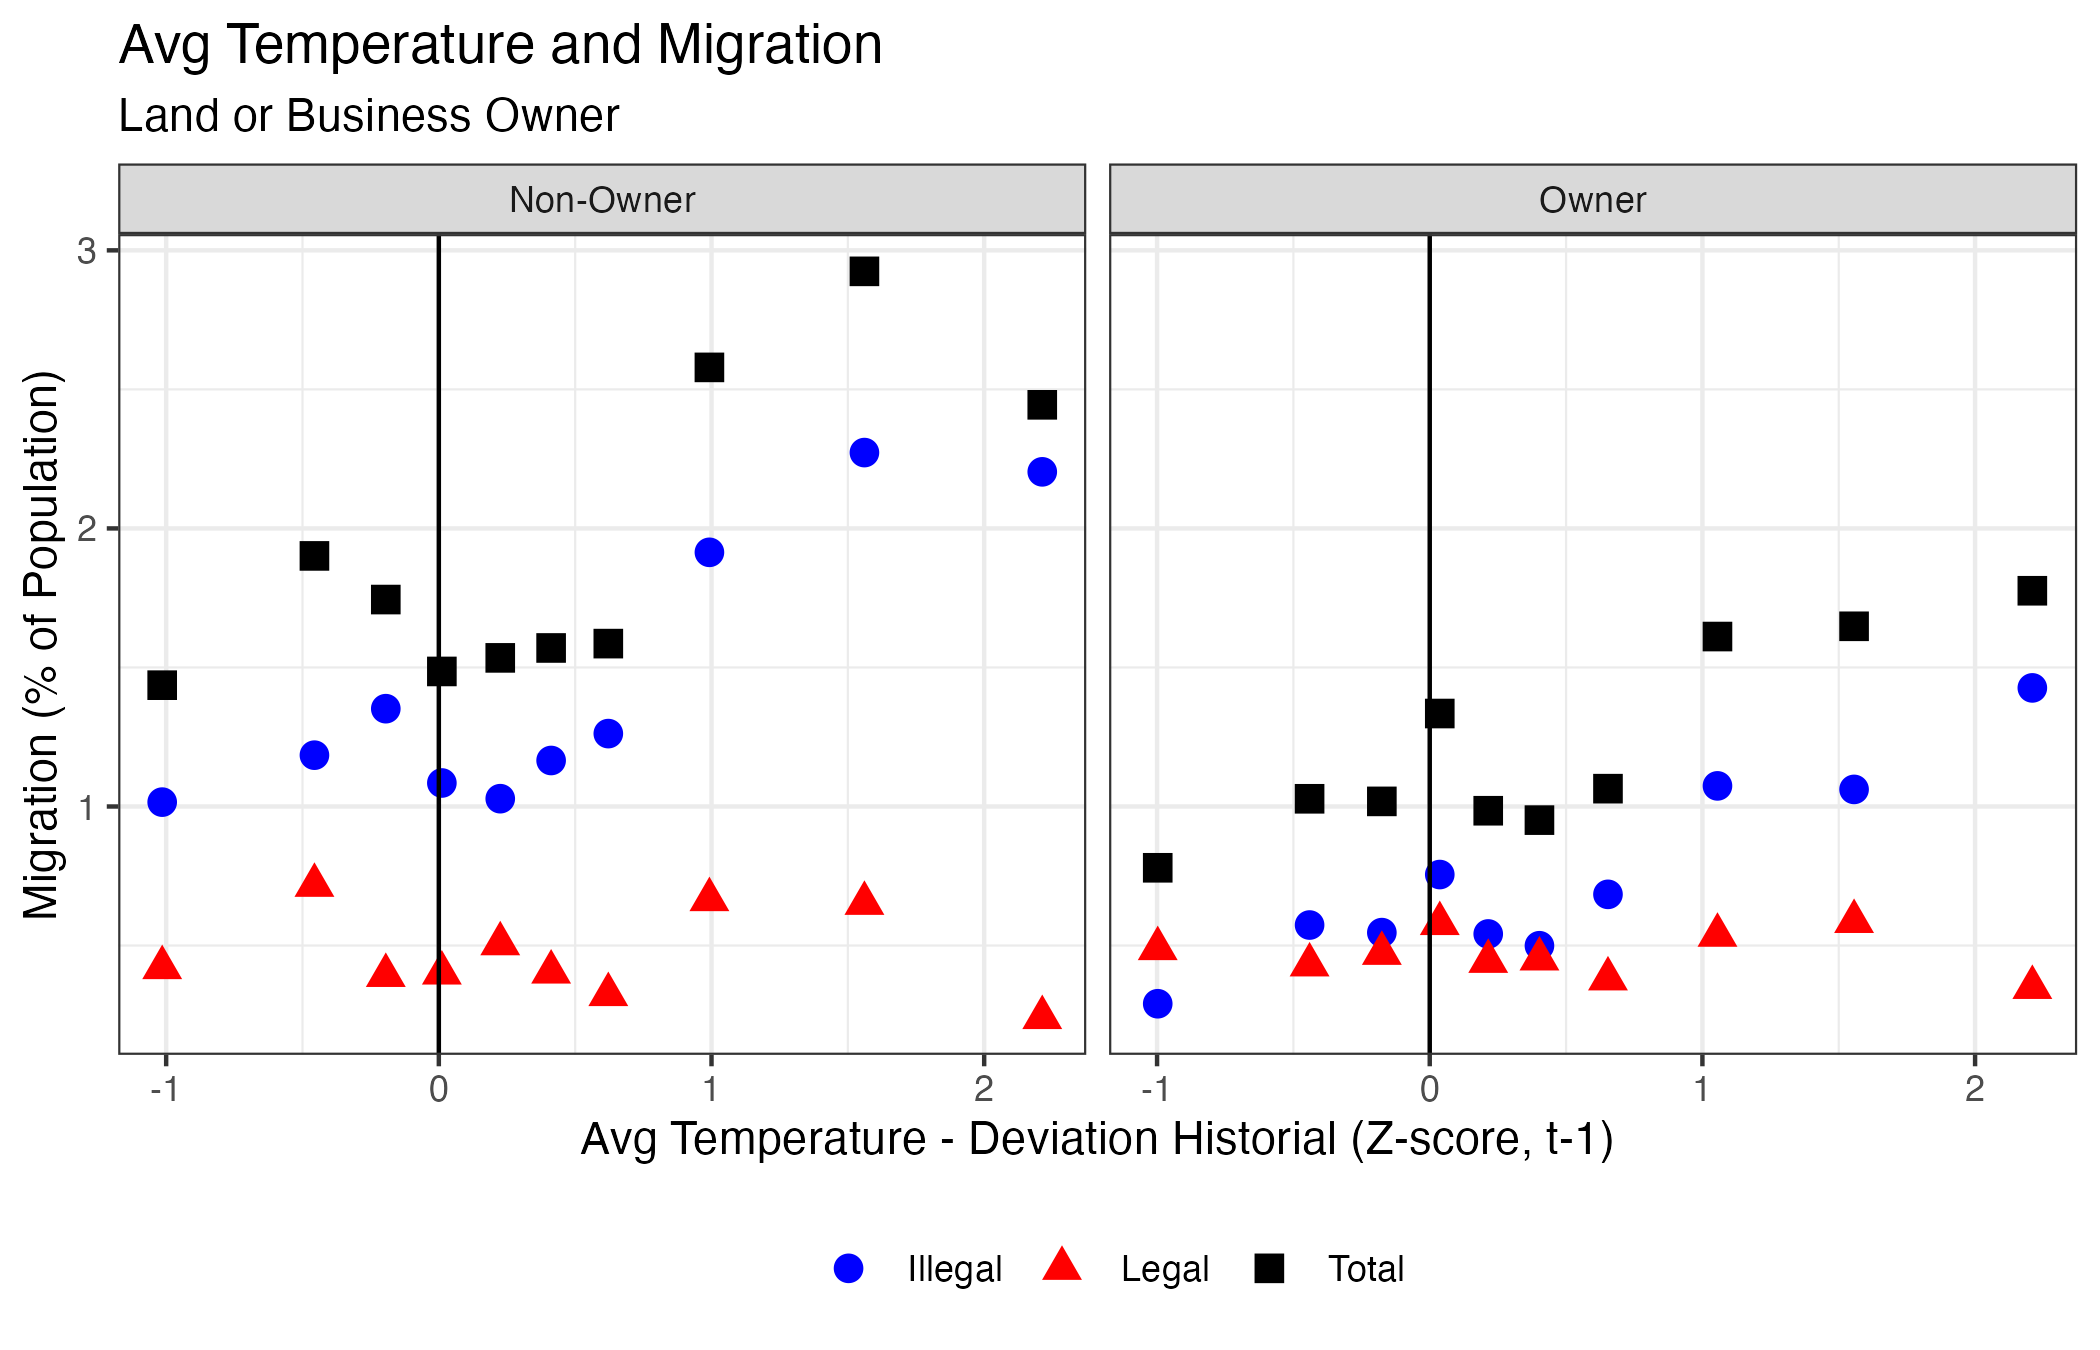 Avg Temperature and Migration
Land or Business Owner
Non-Owner
Owner
3
2
1
Migration (% of Population)
-1 0 1 2
-1 0 1 2
Avg Temperature - Deviation Historial (Z-score, t-1)
Illegal Legal Total